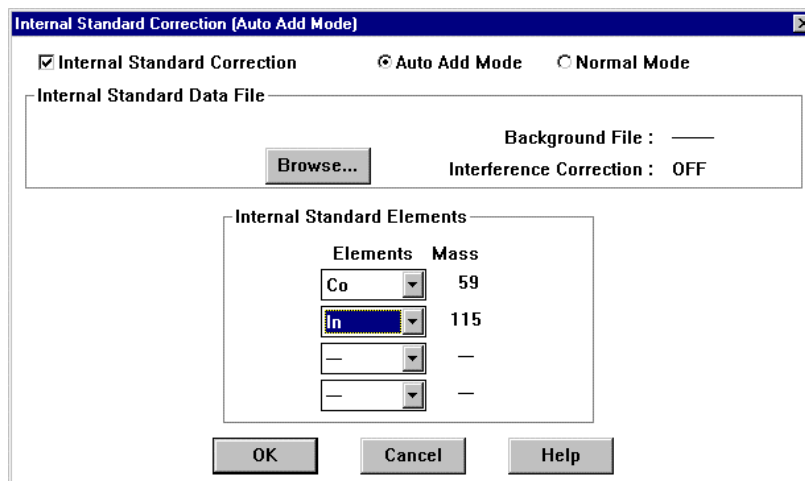 Internal Standard Correction (Auto Add Mode)
Internal Standard Correction Auto Add Mode Normal Mode
Internal Standard Data File
Background File : ——
Browse... Interference Correction : OFF
Internal Standard Elements
Elements Mass
Co 59
In 115
— —
— —
OK Cancel Help